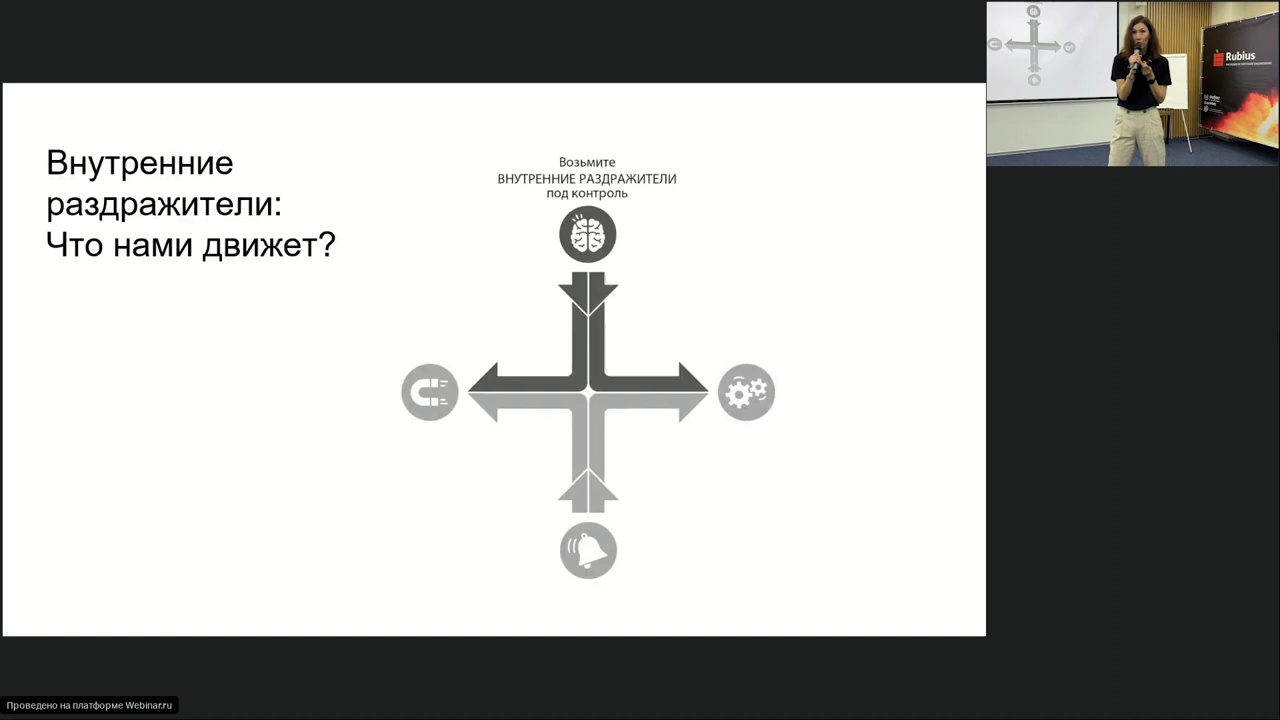 Внутренние
раздражители:
Что нами движет?
Возьмите
ВНУТРЕННИЕ РАЗДРАЖИТЕЛИ
под контроль
Rubius
Проведено на платформе Webinar.ru